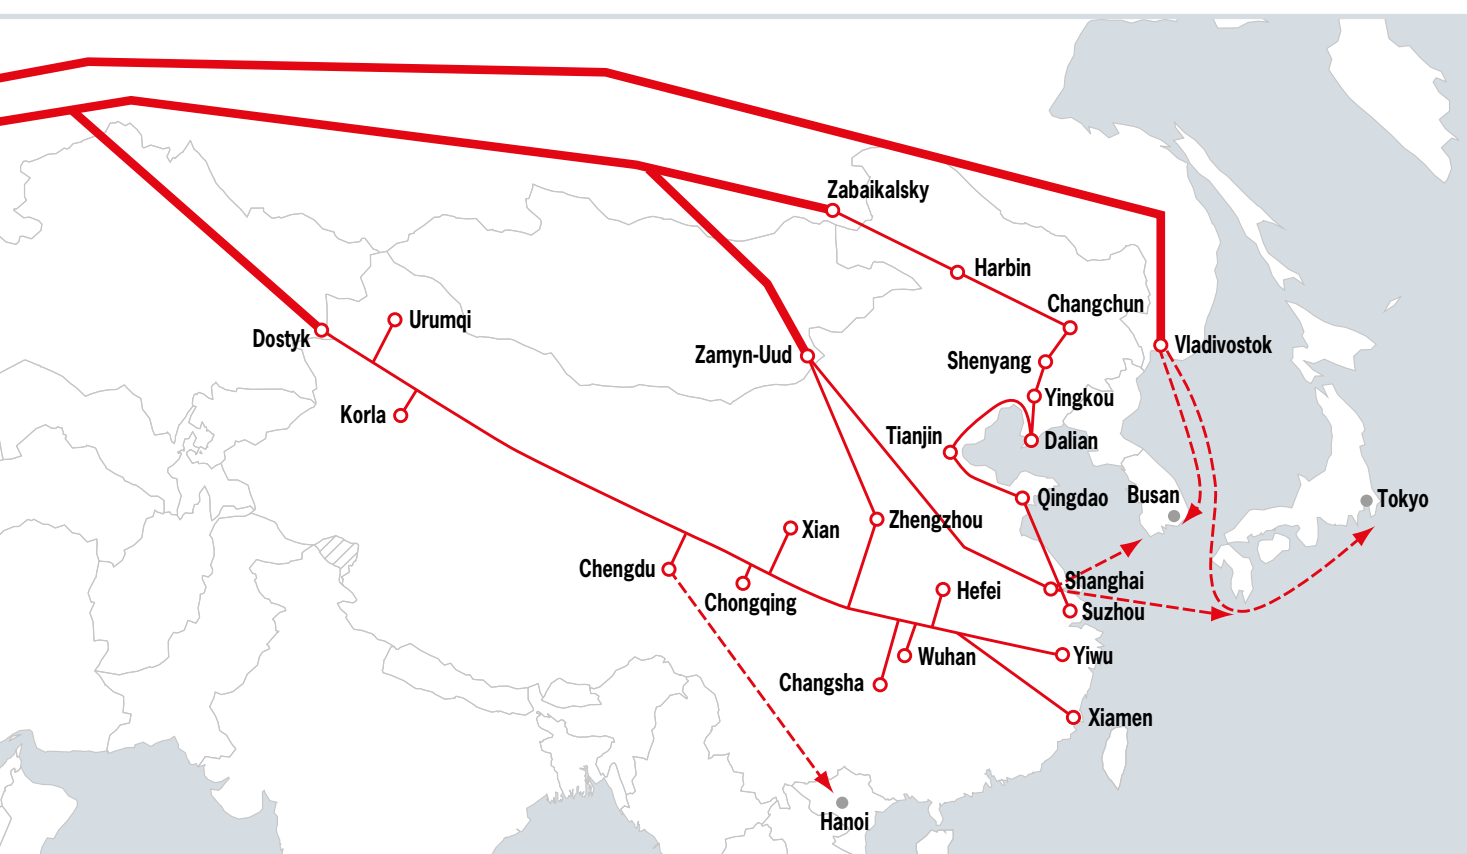 Zabaikalsky
Harbin
Changchun
Urumqi
Dostyk
Vladivostok
Zamyn-Uud
Shenyang
Yingkou
Korla
Tianjin
Dalian
Busan
Qingdao
Tokyo
Xian
Zhengzhou
Chengdu
Shanghai
Hefei
Chongqing
Suzhou
Wuhan
Yiwu
Changsha
Xiamen
Hanoi